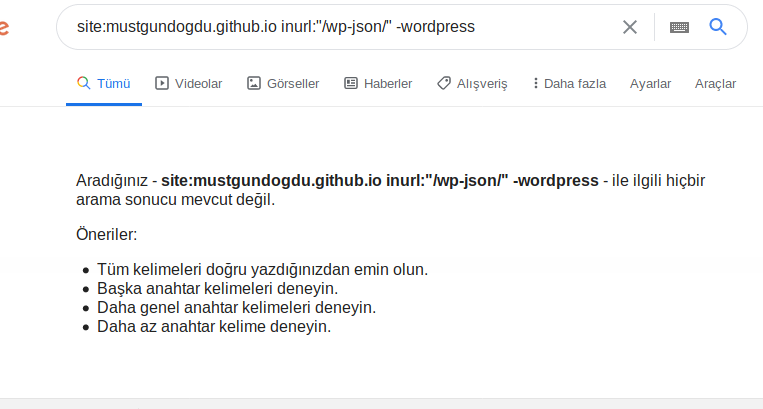 site:mustgundogdu.github.io inurl:"/wp-json/" -wordpress
Tümü Videolar Görseller Haberler Alışveriş Daha fazla Ayarlar Araçlar
Aradığınız - site:mustgundogdu.github.io inurl:"/wp-json/" -wordpress - ile ilgili hiçbir
arama sonucu mevcut değil.
Öneriler:
Tüm kelimeleri doğru yazdığınızdan emin olun.
Başka anahtar kelimeleri deneyin.
Daha genel anahtar kelimeleri deneyin.
Daha az anahtar kelime deneyin.